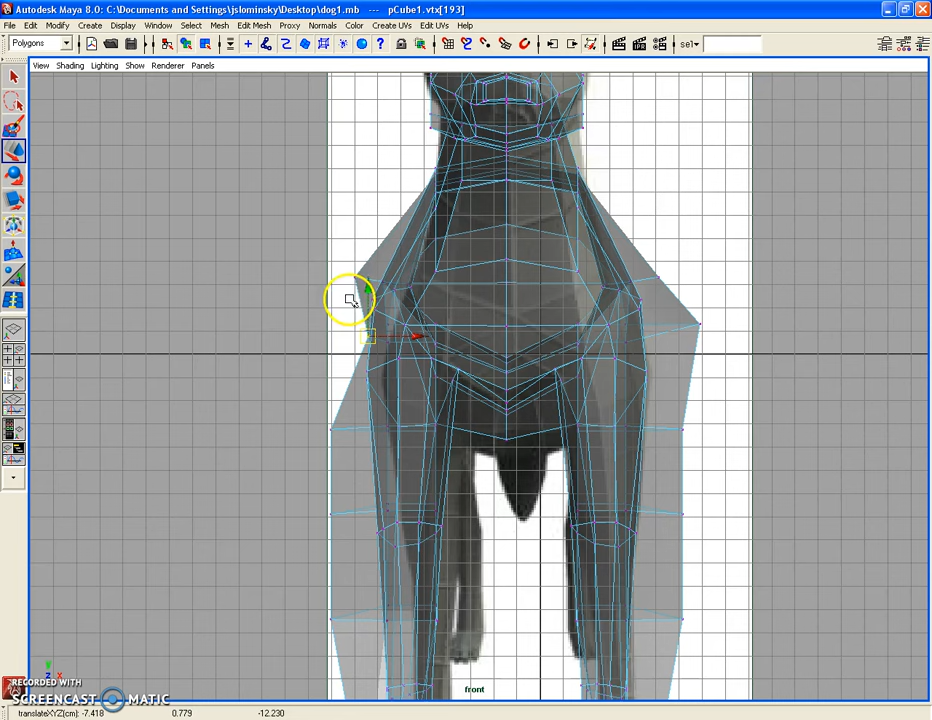 Autodesk Maya 8.0: C:\Documents and Settings\jslominsky\Desktop\dog1.mb --- pCube1.vtx[193]
File Edit Modify Create Display Window Select Mesh Edit Mesh Proxy Normals Color Create UVs Edit UVs Help
Polygons
sel
View Shading Lighting Show Renderer Panels
front
RECORDED WITH
SCREENCAST MATIC
translateXYZ(cm): -7.418 0.779 -12.230